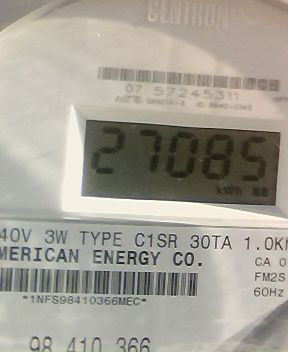 CENTRON
07 57245311
27085
kWh
40V 3W TYPE C1SR 30TA 1.0K
MERICAN ENERGY CO.
CA 0
FM2S
60Hz
*1NFS98410366MEC*
98 410 366